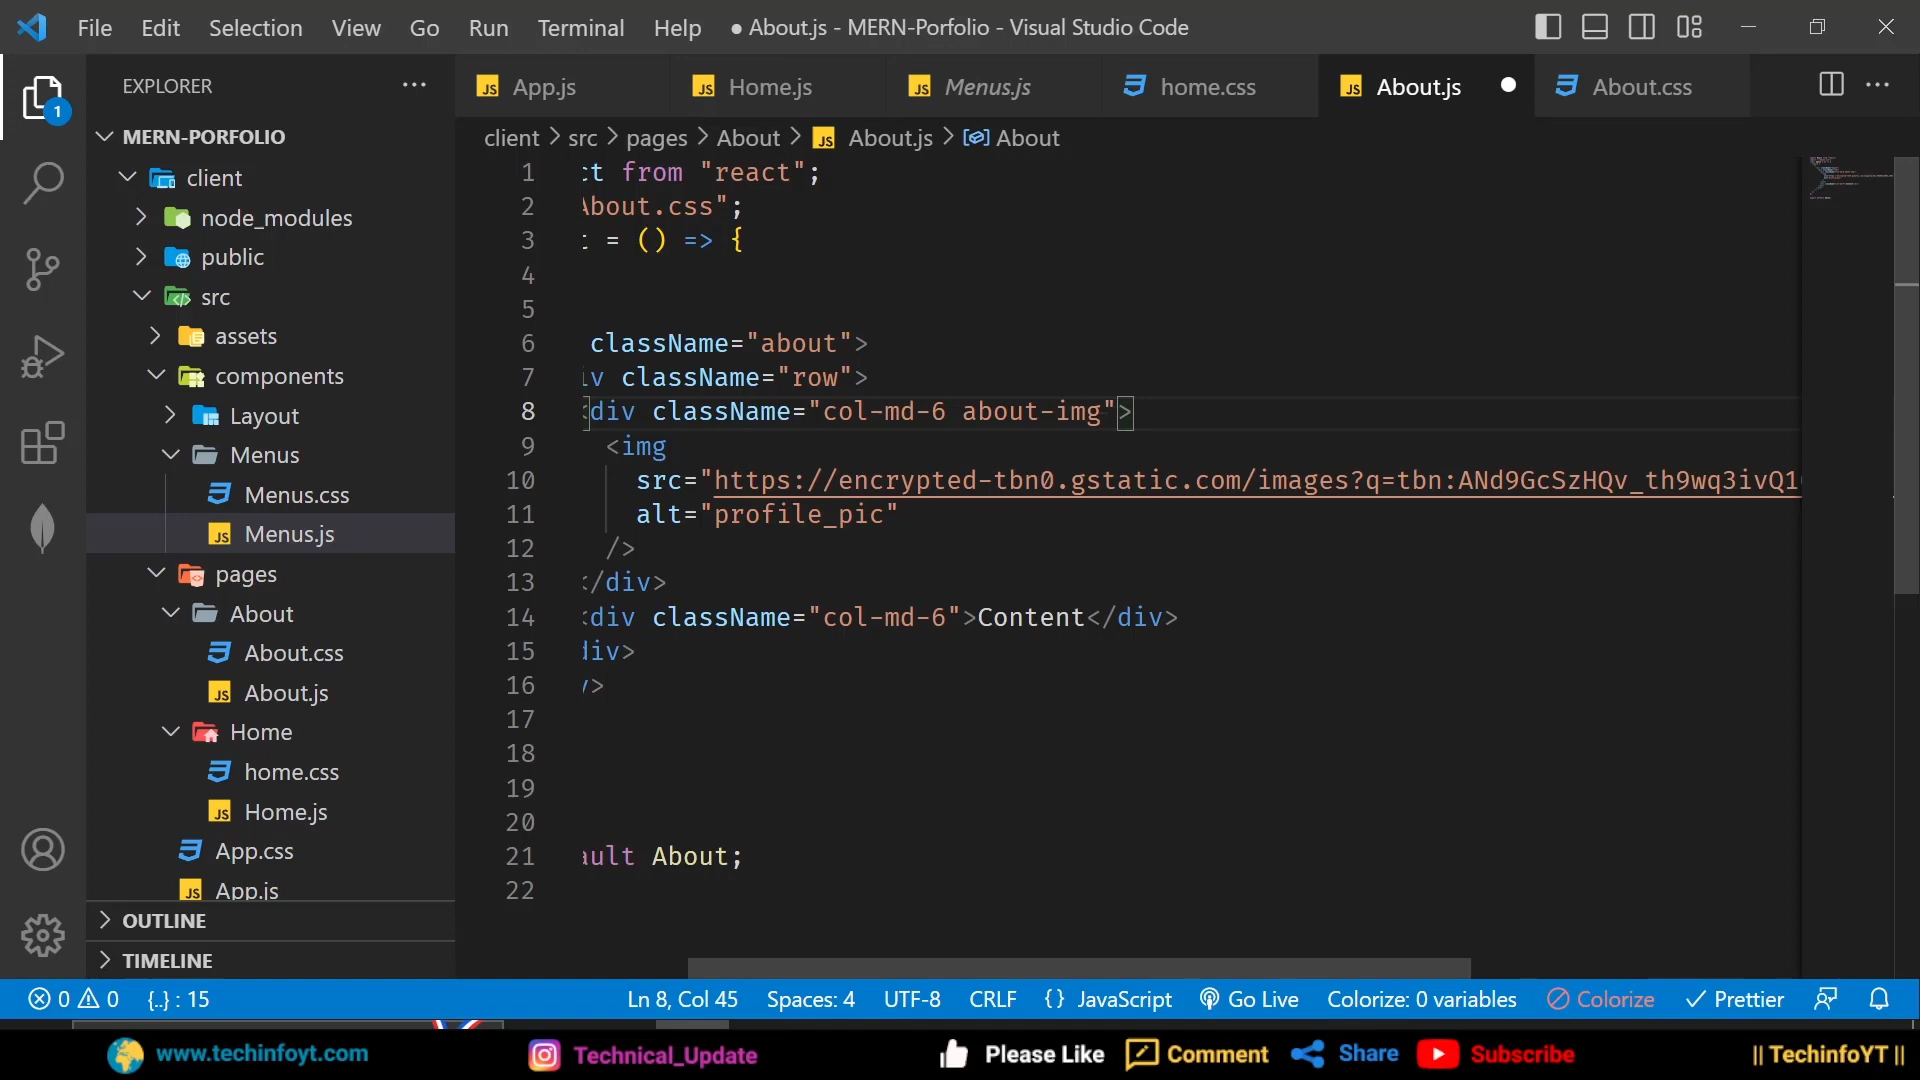 File Edit Selection View Go Run Terminal Help ● About.js - MERN-Porfolio - Visual Studio Code
EXPLORER
1
MERN-PORFOLIO
client
node_modules
public
src
assets
components
Layout
Menus
Menus.css
Menus.js
pages
About
About.css
About.js
Home
home.css
Home.js
App.css
App.js
OUTLINE
TIMELINE
App.js Home.js Menus.js home.css About.js About.css
client > src > pages > About > About.js > About
1 ct from "react";
2 About.css";
3 t = () => {
4
5
6 className="about">
7 iv className="row">
8 <div className="col-md-6 about-img">
9 <img
10 src="https://encrypted-tbn0.gstatic.com/images?q=tbn:ANd9GcSzHQv_th9wq3ivQ1
11 alt="profile_pic"
12 />
13 </div>
14 <div className="col-md-6">Content</div>
15 div>
16 />
17
18
19
20
21 ault About;
22
0 0 {..} : 15 Ln 8, Col 45 Spaces: 4 UTF-8 CRLF {} JavaScript Go Live Colorize: 0 variables Colorize Prettier
www.techinfoyt.com Technical_Update Please Like Comment Share Subscribe || TechinfoYT ||